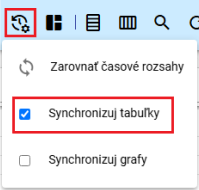 Zarovnať časové rozsahy
Synchronizuj tabuľky
Synchronizuj grafy